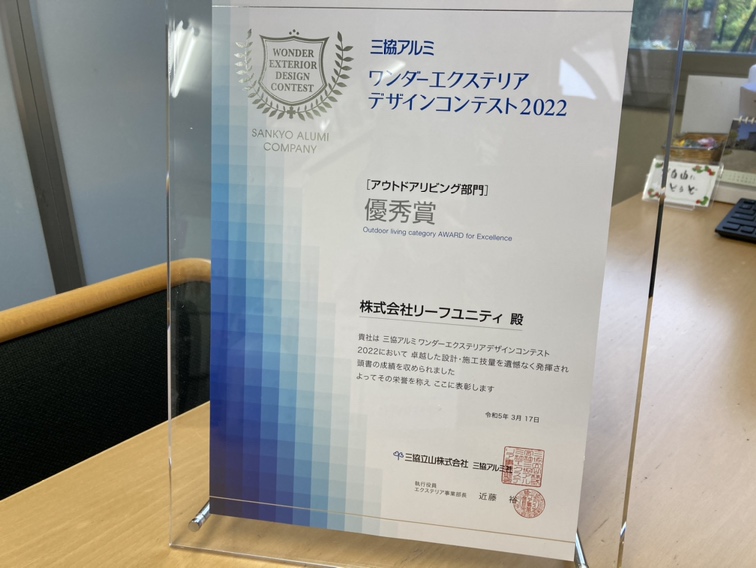 WONDER
EXTERIOR
DESIGN
CONTEST
SANKYO ALUMI
COMPANY
三協アルミ
ワンダーエクステリア
デザインコンテスト2022
[アウトドアリビング部門]
優秀賞
Outdoor living category AWARD for Excellence
株式会社リーフユニティ 殿
貴社は 三協アルミ ワンダーエクステリアデザインコンテスト
2022において 卓越した設計・施工技量を遺憾なく発揮され
頭書の成績を収められました
よってその栄誉を称え ここに表彰します
令和5年 3月 17日
三協立山株式会社 三協アルミ社
執行役員
エクステリア事業部長 近藤 裕
自由に
どうぞ